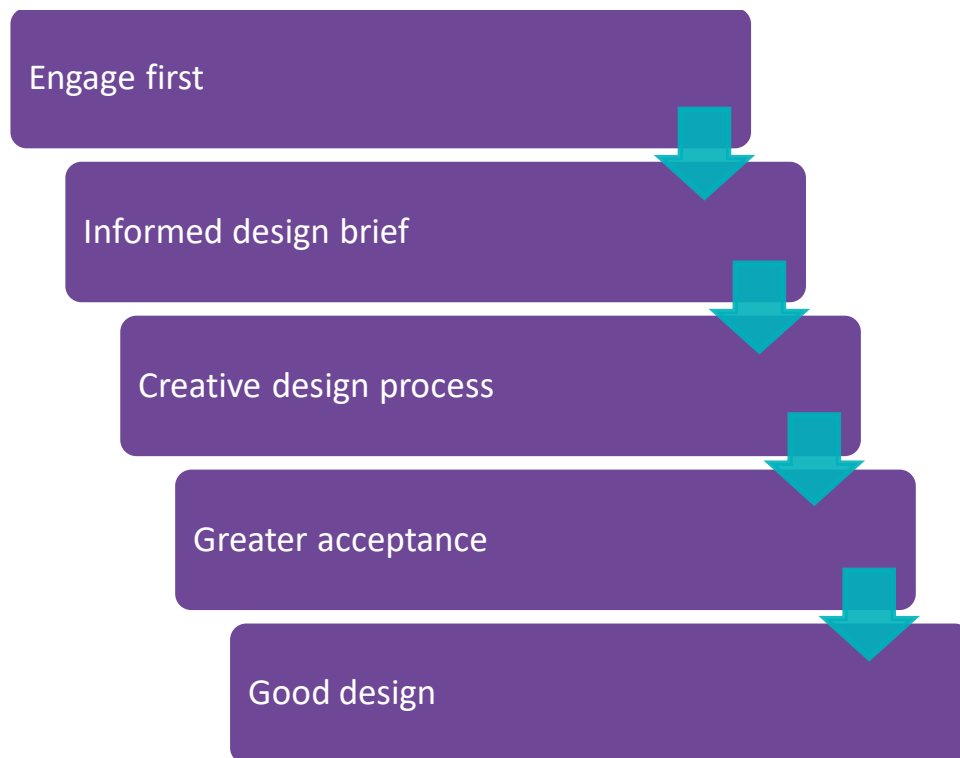 Engage first
Informed design brief
Creative design process
Greater acceptance
Good design